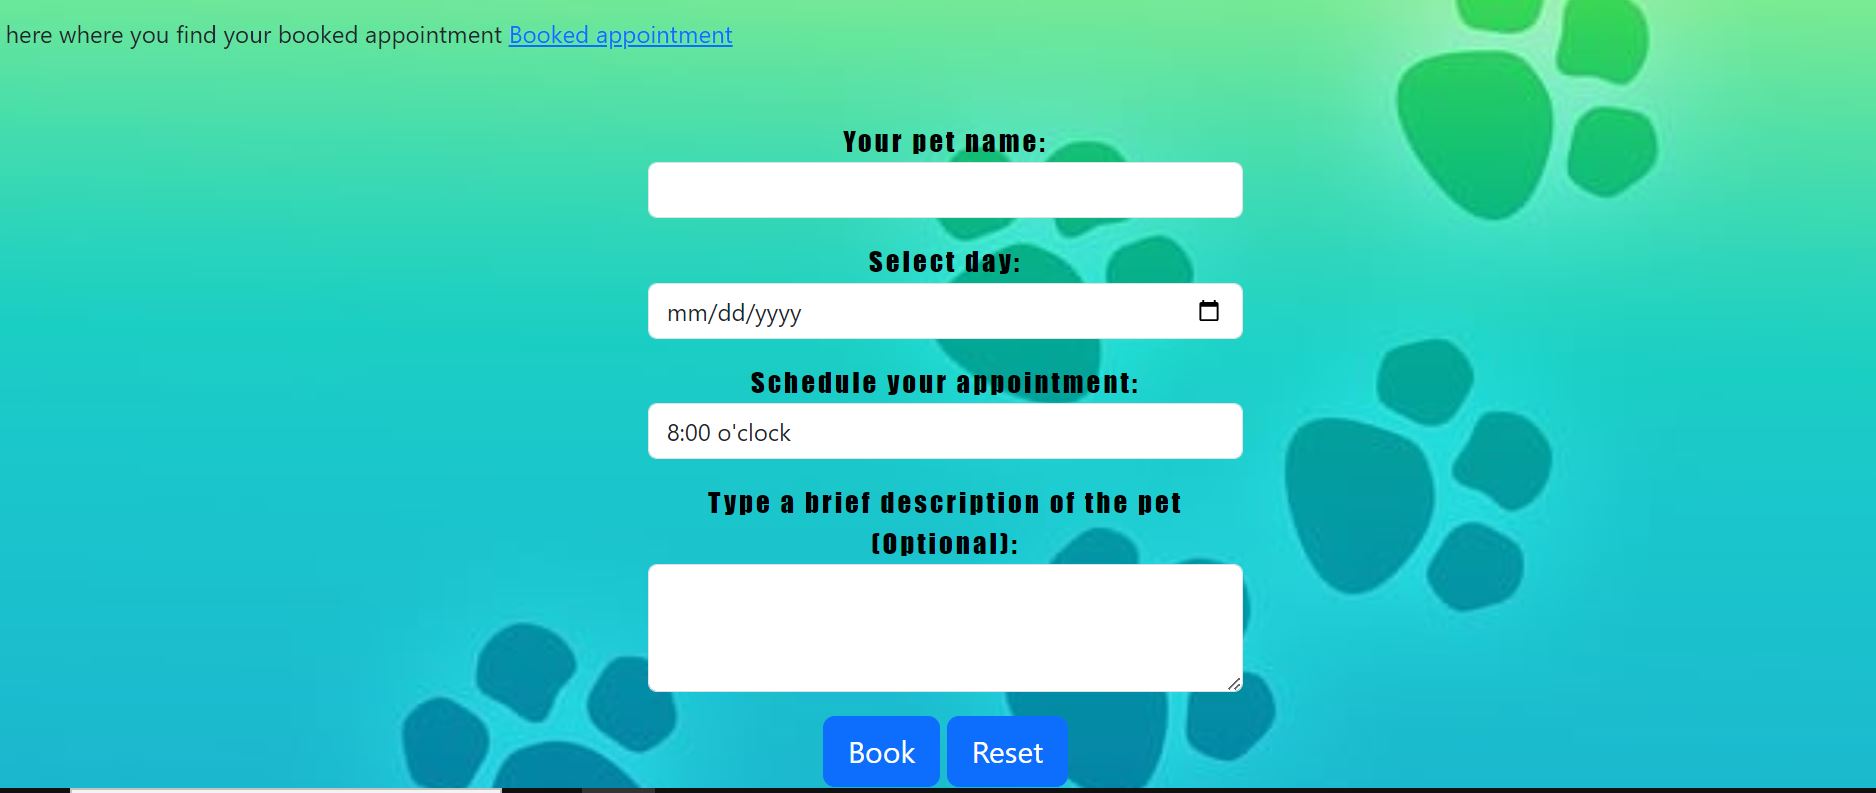 here where you find your booked appointment Booked appointment
Your pet name:
Select day:
mm/dd/yyyy
Schedule your appointment:
8:00 o'clock
Type a brief description of the pet
(Optional):
Book Reset